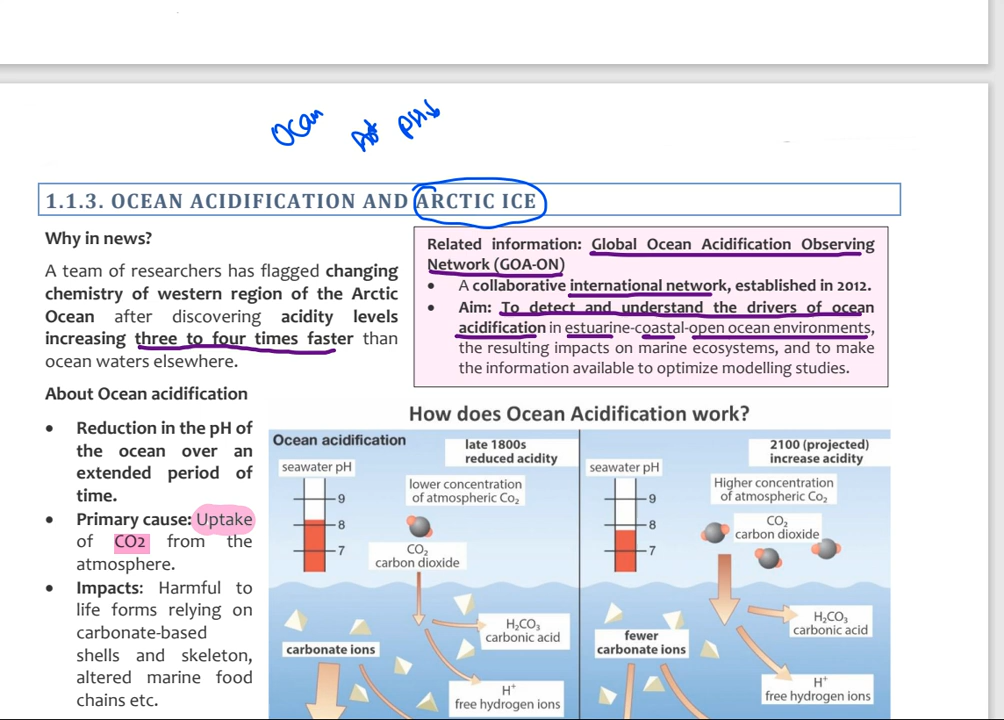 Ocan
PH↓
1.1.3. OCEAN ACIDIFICATION AND ARCTIC ICE
Why in news?
A team of researchers has flagged changing
chemistry of western region of the Arctic
Ocean after discovering acidity levels
increasing three to four times faster than
ocean waters elsewhere.
Related information: Global Ocean Acidification Observing
Network (GOA-ON)
• A collaborative international network, established in 2012.
• Aim: To detect and understand the drivers of ocean
acidification in estuarine-coastal-open ocean environments,
the resulting impacts on marine ecosystems, and to make
the information available to optimize modelling studies.
About Ocean acidification
• Reduction in the pH of
the ocean over an
extended period of
time.
• Primary cause: Uptake
of CO2 from the
atmosphere.
• Impacts: Harmful to
life forms relying on
carbonate-based
shells and skeleton,
altered marine food
chains etc.
How does Ocean Acidification work?
Ocean acidification
late 1800s
reduced acidity
seawater pH
9
8
7
lower concentration
of atmospheric Co₂
CO₂
carbon dioxide
H₂CO₃
carbonic acid
carbonate ions
H⁺
free hydrogen ions
2100 (projected)
increase acidity
seawater pH
9
8
7
Higher concentration
of atmospheric Co₂
CO₂
carbon dioxide
H₂CO₃
carbonic acid
fewer
carbonate ions
H⁺
free hydrogen ions